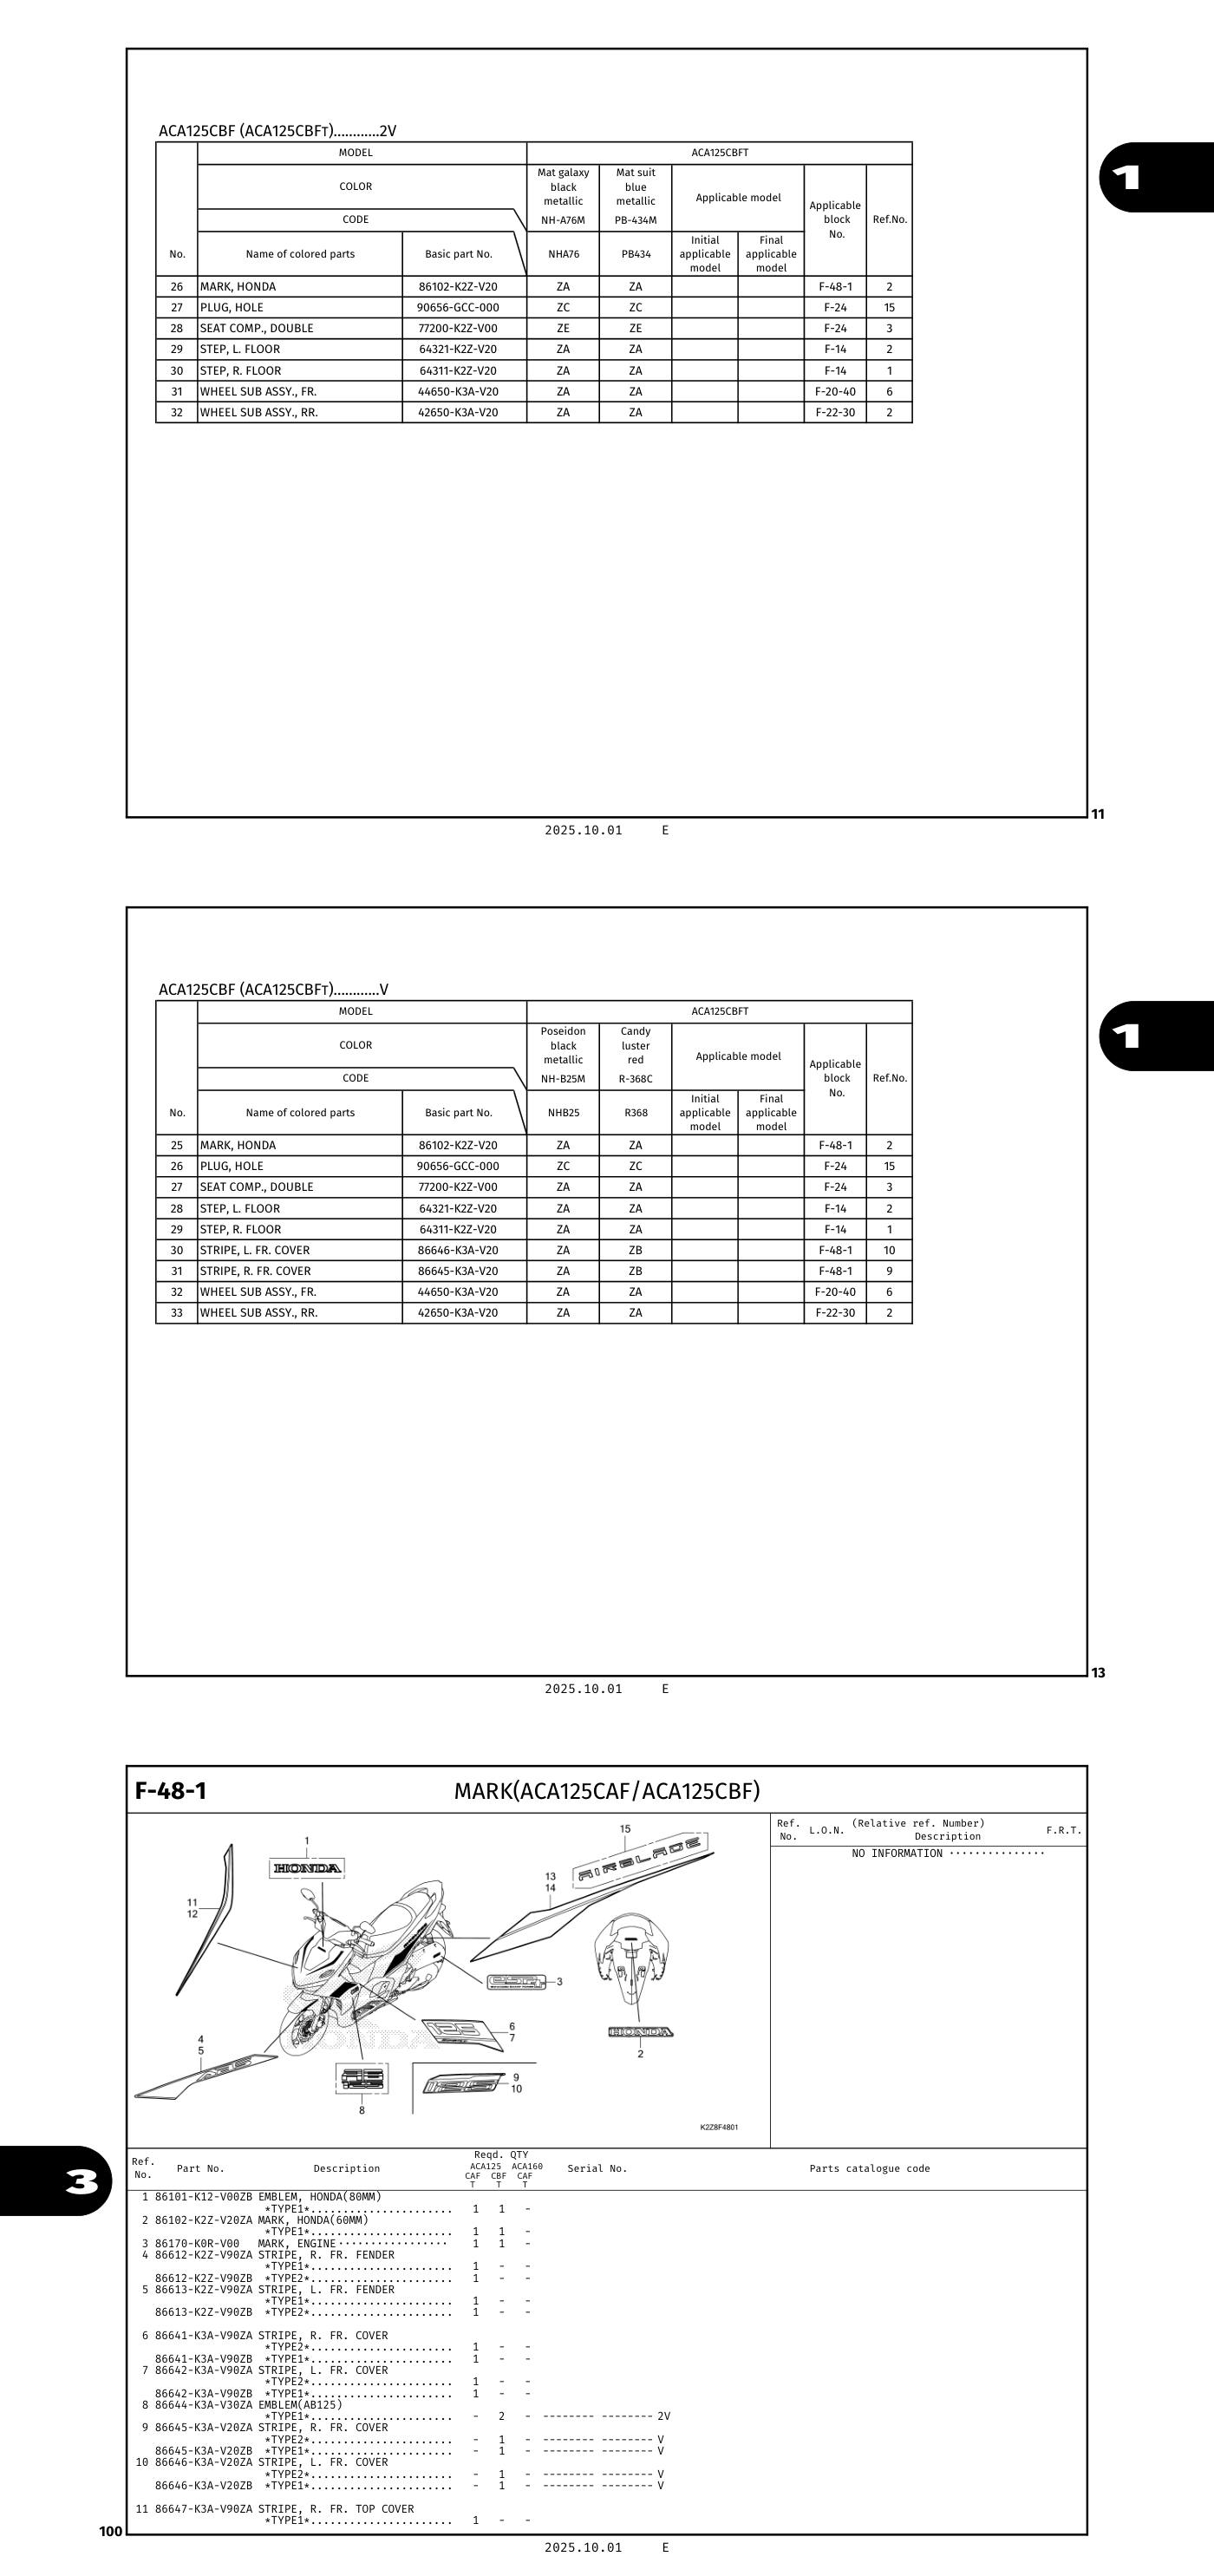 ACA125CBF (ACA125CBFT)............2V
MODEL ACA125CBFT
COLOR Mat galaxy black metallic Mat suit blue metallic Applicable model Applicable block No. Ref.No.
CODE NH-A76M PB-434M
No. Name of colored parts Basic part No. NHA76 PB434 Initial applicable model Final applicable model
26 MARK, HONDA 86102-K2Z-V20 ZA ZA F-48-1 2
27 PLUG, HOLE 90656-GCC-000 ZC ZC F-24 15
28 SEAT COMP., DOUBLE 77200-K2Z-V00 ZE ZE F-24 3
29 STEP, L. FLOOR 64321-K2Z-V20 ZA ZA F-14 2
30 STEP, R. FLOOR 64311-K2Z-V20 ZA ZA F-14 1
31 WHEEL SUB ASSY., FR. 44650-K3A-V20 ZA ZA F-20-40 6
32 WHEEL SUB ASSY., RR. 42650-K3A-V20 ZA ZA F-22-30 2
1
11
2025.10.01 E
ACA125CBF (ACA125CBFT)............V
MODEL ACA125CBFT
COLOR Poseidon black metallic Candy luster red Applicable model Applicable block No. Ref.No.
CODE NH-B25M R-368C
No. Name of colored parts Basic part No. NHB25 R368 Initial applicable model Final applicable model
25 MARK, HONDA 86102-K2Z-V20 ZA ZA F-48-1 2
26 PLUG, HOLE 90656-GCC-000 ZC ZC F-24 15
27 SEAT COMP., DOUBLE 77200-K2Z-V00 ZA ZA F-24 3
28 STEP, L. FLOOR 64321-K2Z-V20 ZA ZA F-14 2
29 STEP, R. FLOOR 64311-K2Z-V20 ZA ZA F-14 1
30 STRIPE, L. FR. COVER 86646-K3A-V20 ZA ZB F-48-1 10
31 STRIPE, R. FR. COVER 86645-K3A-V20 ZA ZB F-48-1 9
32 WHEEL SUB ASSY., FR. 44650-K3A-V20 ZA ZA F-20-40 6
33 WHEEL SUB ASSY., RR. 42650-K3A-V20 ZA ZA F-22-30 2
1
13
2025.10.01 E
F-48-1 MARK(ACA125CAF/ACA125CBF)
Ref. No. L.O.N. (Relative ref. Number) Description F.R.T.
NO INFORMATION ···············
1
HONDA
15
AIRBLADE
13
14
11
12
3
6
7
4
5
HONDA
2
8
125
9
10
HONDA
K2Z8F4801
3
Ref. No. Part No. Description Reqd. QTY Serial No. Parts catalogue code
ACA125 ACA160
CAF CBF CAF
T T T
1 86101-K12-V00ZB EMBLEM, HONDA(80MM)
*TYPE1*...................... 1 1 -
2 86102-K2Z-V20ZA MARK, HONDA(60MM)
*TYPE1*...................... 1 1 -
3 86170-K0R-V00 MARK, ENGINE ················· 1 1 -
4 86612-K2Z-V90ZA STRIPE, R. FR. FENDER
*TYPE1*...................... 1 - -
86612-K2Z-V90ZB *TYPE2*...................... 1 - -
5 86613-K2Z-V90ZA STRIPE, L. FR. FENDER
*TYPE1*...................... 1 - -
86613-K2Z-V90ZB *TYPE2*...................... 1 - -
6 86641-K3A-V90ZA STRIPE, R. FR. COVER
*TYPE2*...................... 1 - -
86641-K3A-V90ZB *TYPE1*...................... 1 - -
7 86642-K3A-V90ZA STRIPE, L. FR. COVER
*TYPE2*...................... 1 - -
86642-K3A-V90ZB *TYPE1*...................... 1 - -
8 86644-K3A-V30ZA EMBLEM(AB125)
*TYPE1*...................... - 2 - -------- -------- 2V
9 86645-K3A-V20ZA STRIPE, R. FR. COVER
*TYPE2*...................... - 1 - -------- -------- V
86645-K3A-V20ZB *TYPE1*...................... - 1 - -------- -------- V
10 86646-K3A-V20ZA STRIPE, L. FR. COVER
*TYPE2*...................... - 1 - -------- -------- V
86646-K3A-V20ZB *TYPE1*...................... - 1 - -------- -------- V
11 86647-K3A-V90ZA STRIPE, R. FR. TOP COVER
*TYPE1*...................... 1 - -
100
2025.10.01 E